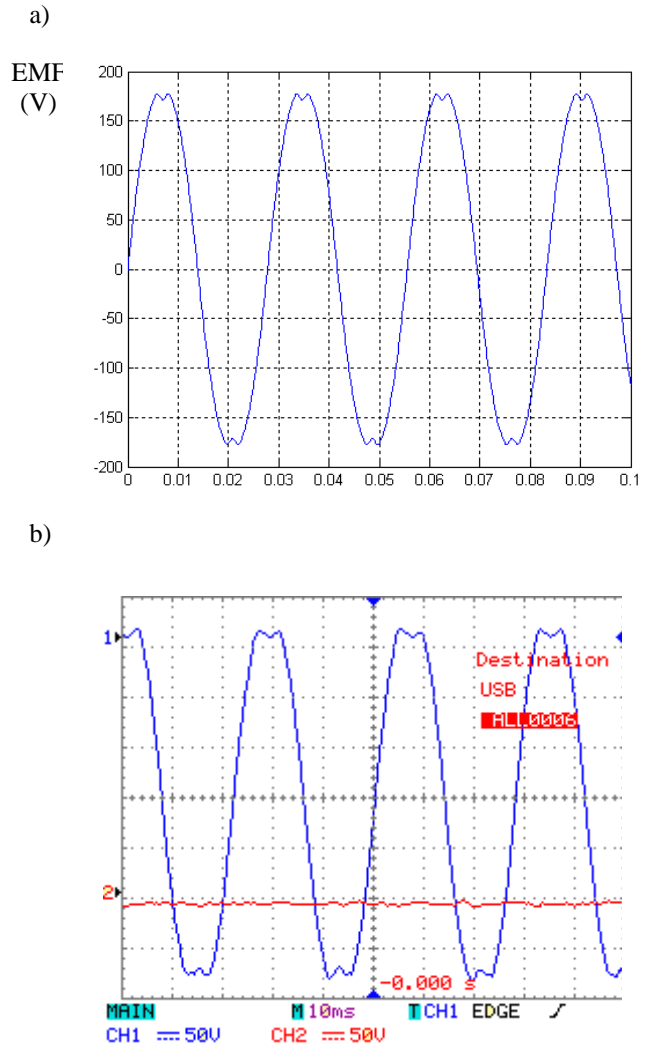 a)
EMF
(V)
200
150
100
50
0
-50
-100
-150
-200
0 0.01 0.02 0.03 0.04 0.05 0.06 0.07 0.08 0.09 0.1
b)
1
Destination
USB
ALL0006
2
-0.000 s
MAIN M 10ms T CH1 EDGE
CH1 50V CH2 50V